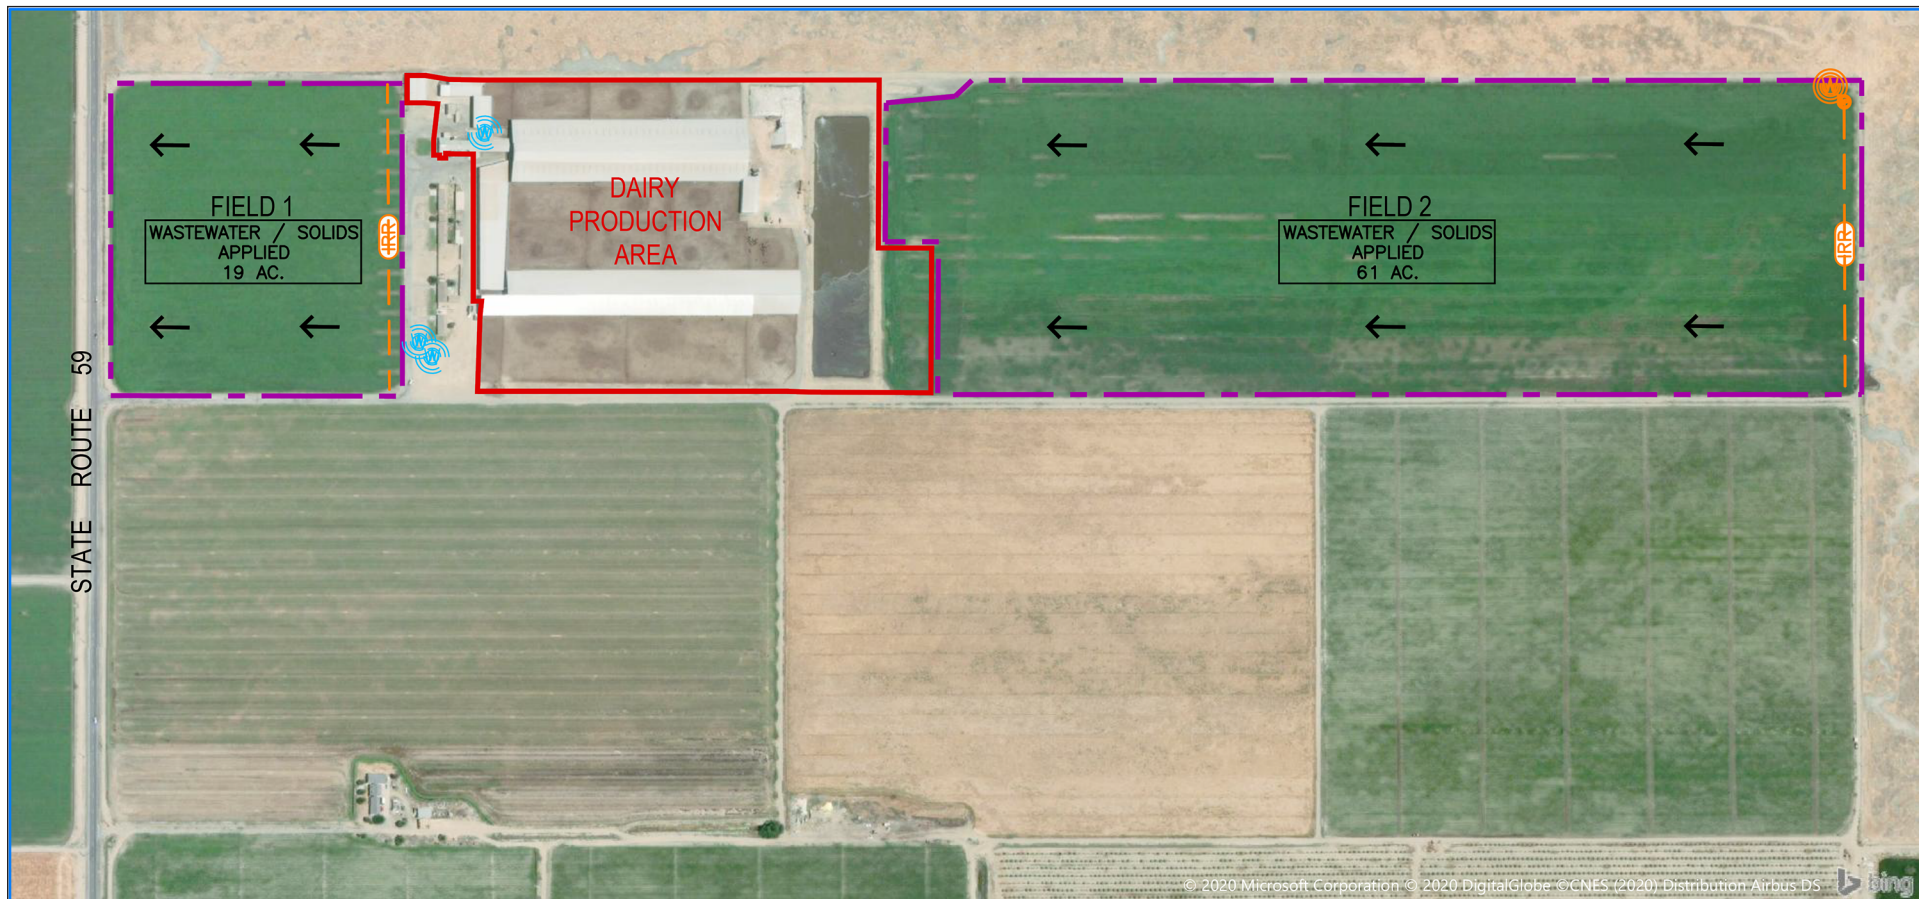 FIELD 1
WASTEWATER / SOLIDS
APPLIED
19 AC.
IRR
W
W
W
DAIRY
PRODUCTION
AREA
FIELD 2
WASTEWATER / SOLIDS
APPLIED
61 AC.
W
IRR
STATE ROUTE 59
© 2020 Microsoft Corporation © 2020 DigitalGlobe ©CNES (2020) Distribution Airbus DS
bing